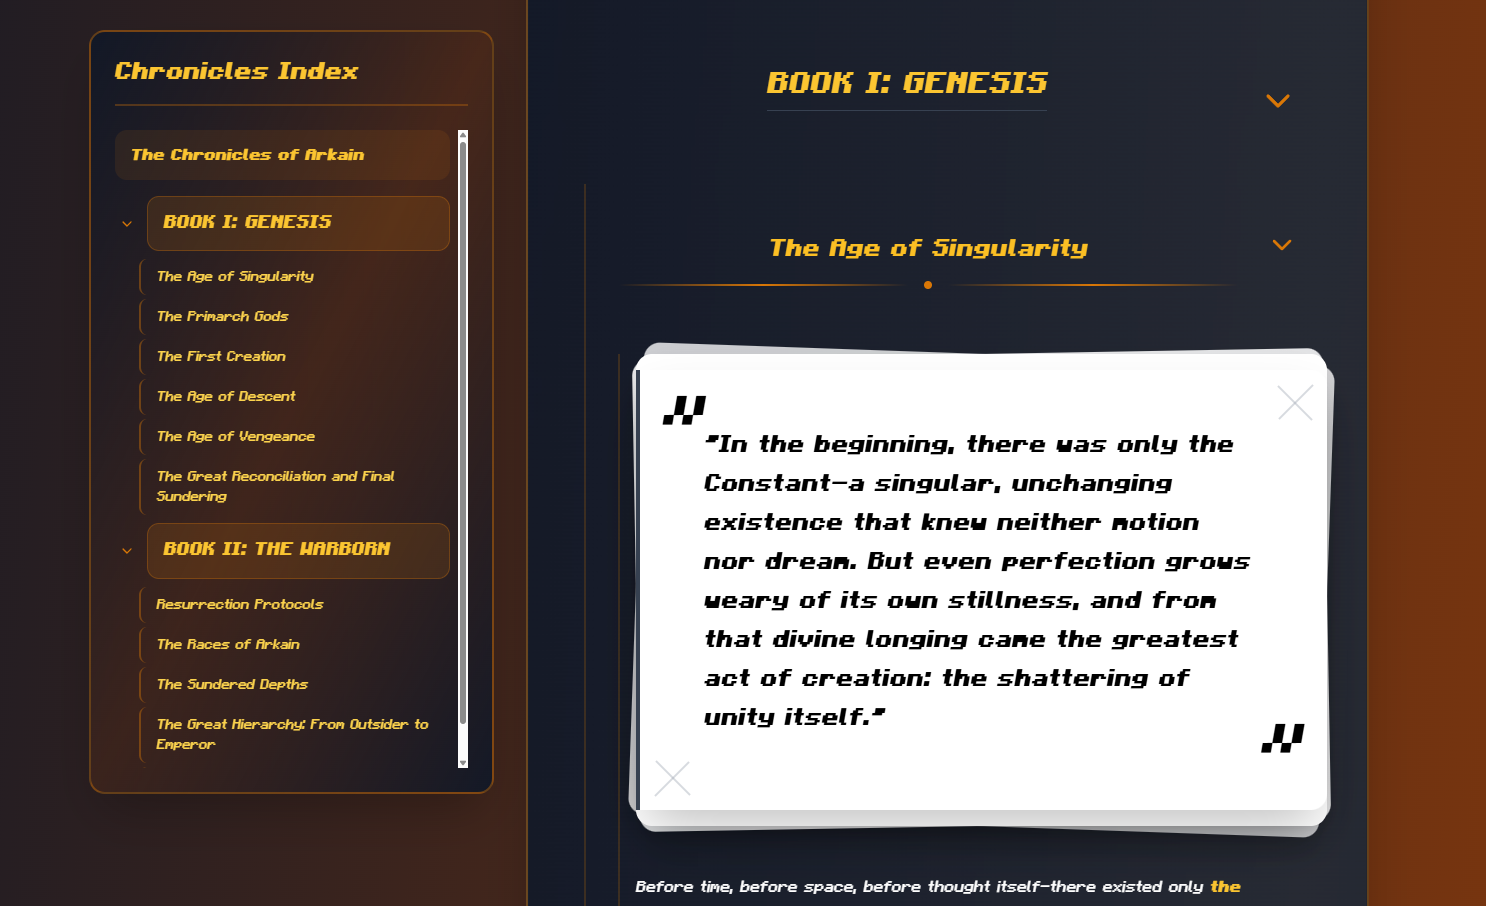 Chronicles Index
The Chronicles of Arkain
BOOK I: GENESIS
The Age of Singularity
The Primarch Gods
The First Creation
The Age of Descent
The Age of Vengeance
The Great Reconciliation and Final
Sundering
BOOK II: THE WARBORN
Resurrection Protocols
The Races of Arkain
The Sundered Depths
The Great Hierarchy: From Outsider to
Emperor
BOOK I: GENESIS
The Age of Singularity
"
"In the beginning, there was only the
Constant—a singular, unchanging
existence that knew neither motion
nor dream. But even perfection grows
weary of its own stillness, and from
that divine longing came the greatest
act of creation: the shattering of
unity itself."
"
Before time, before space, before thought itself—there existed only the